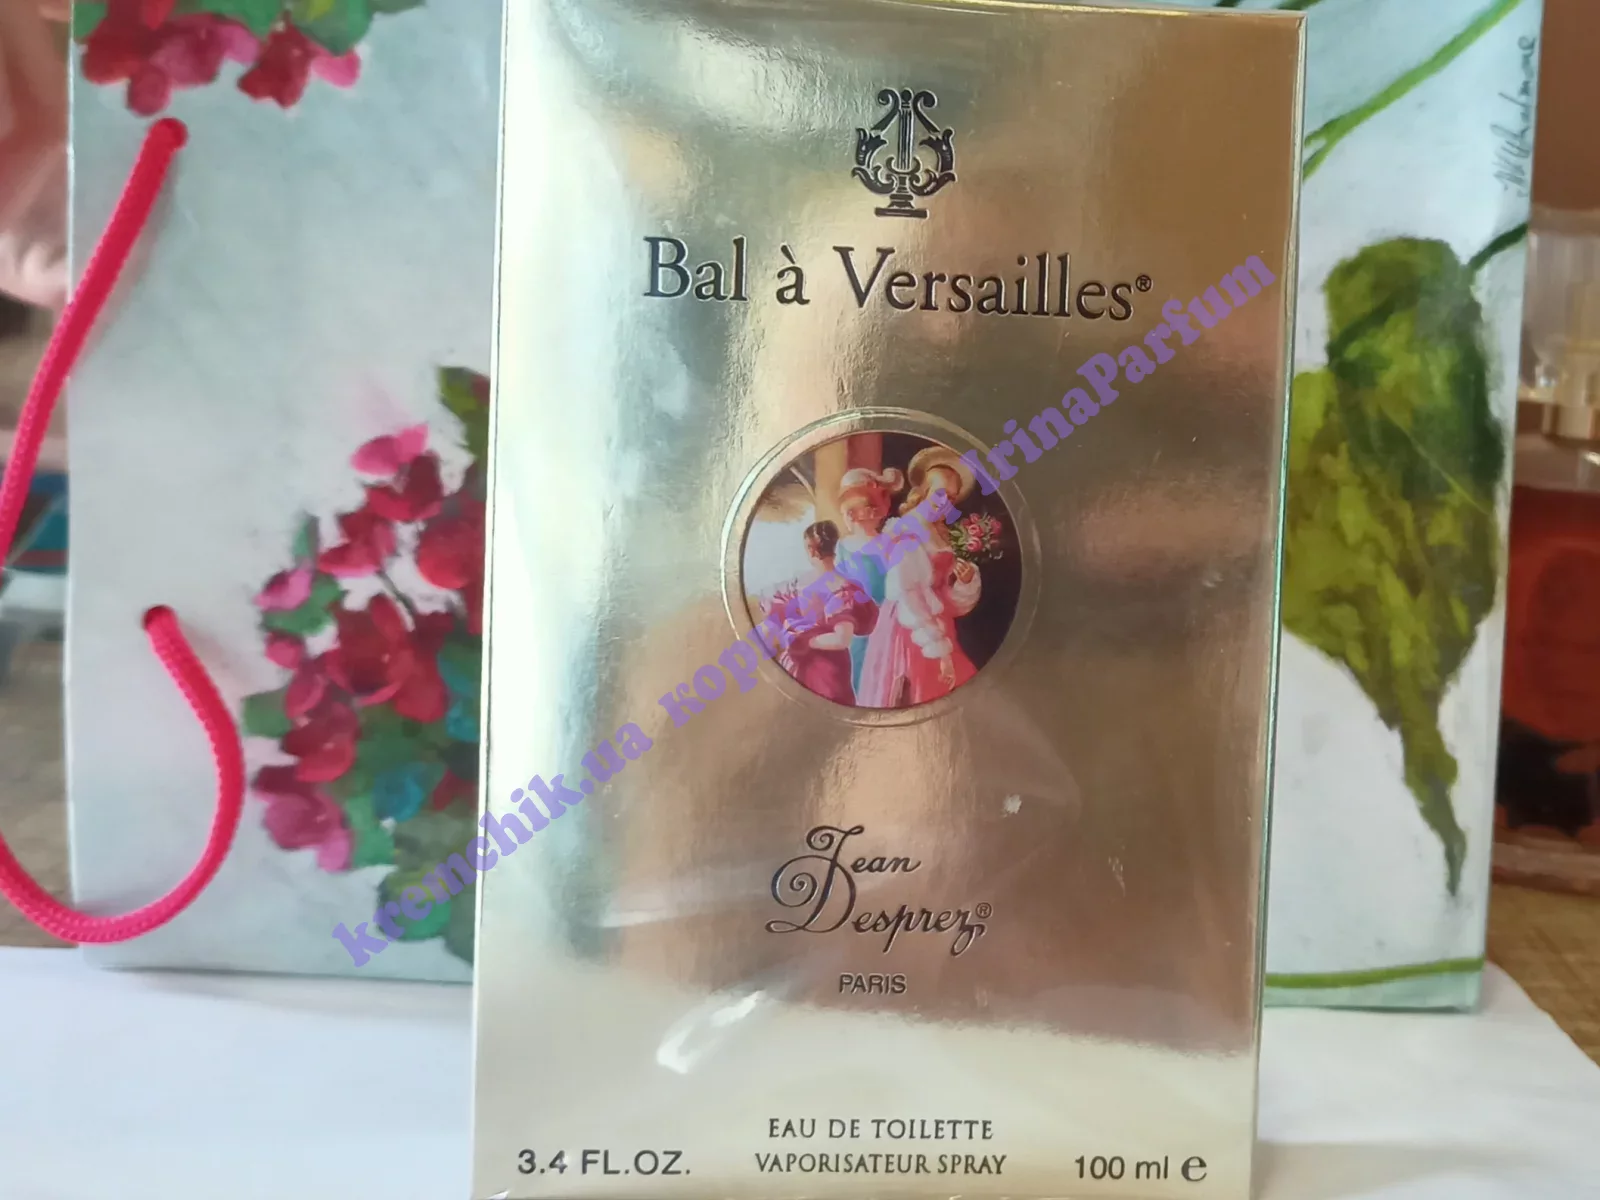 Bal à Versailles®
Jean
Desprez®
PARIS
EAU DE TOILETTE
3.4 FL.OZ. VAPORISATEUR SPRAY 100 ml e
kremchik.ua користувач IrinaParfum